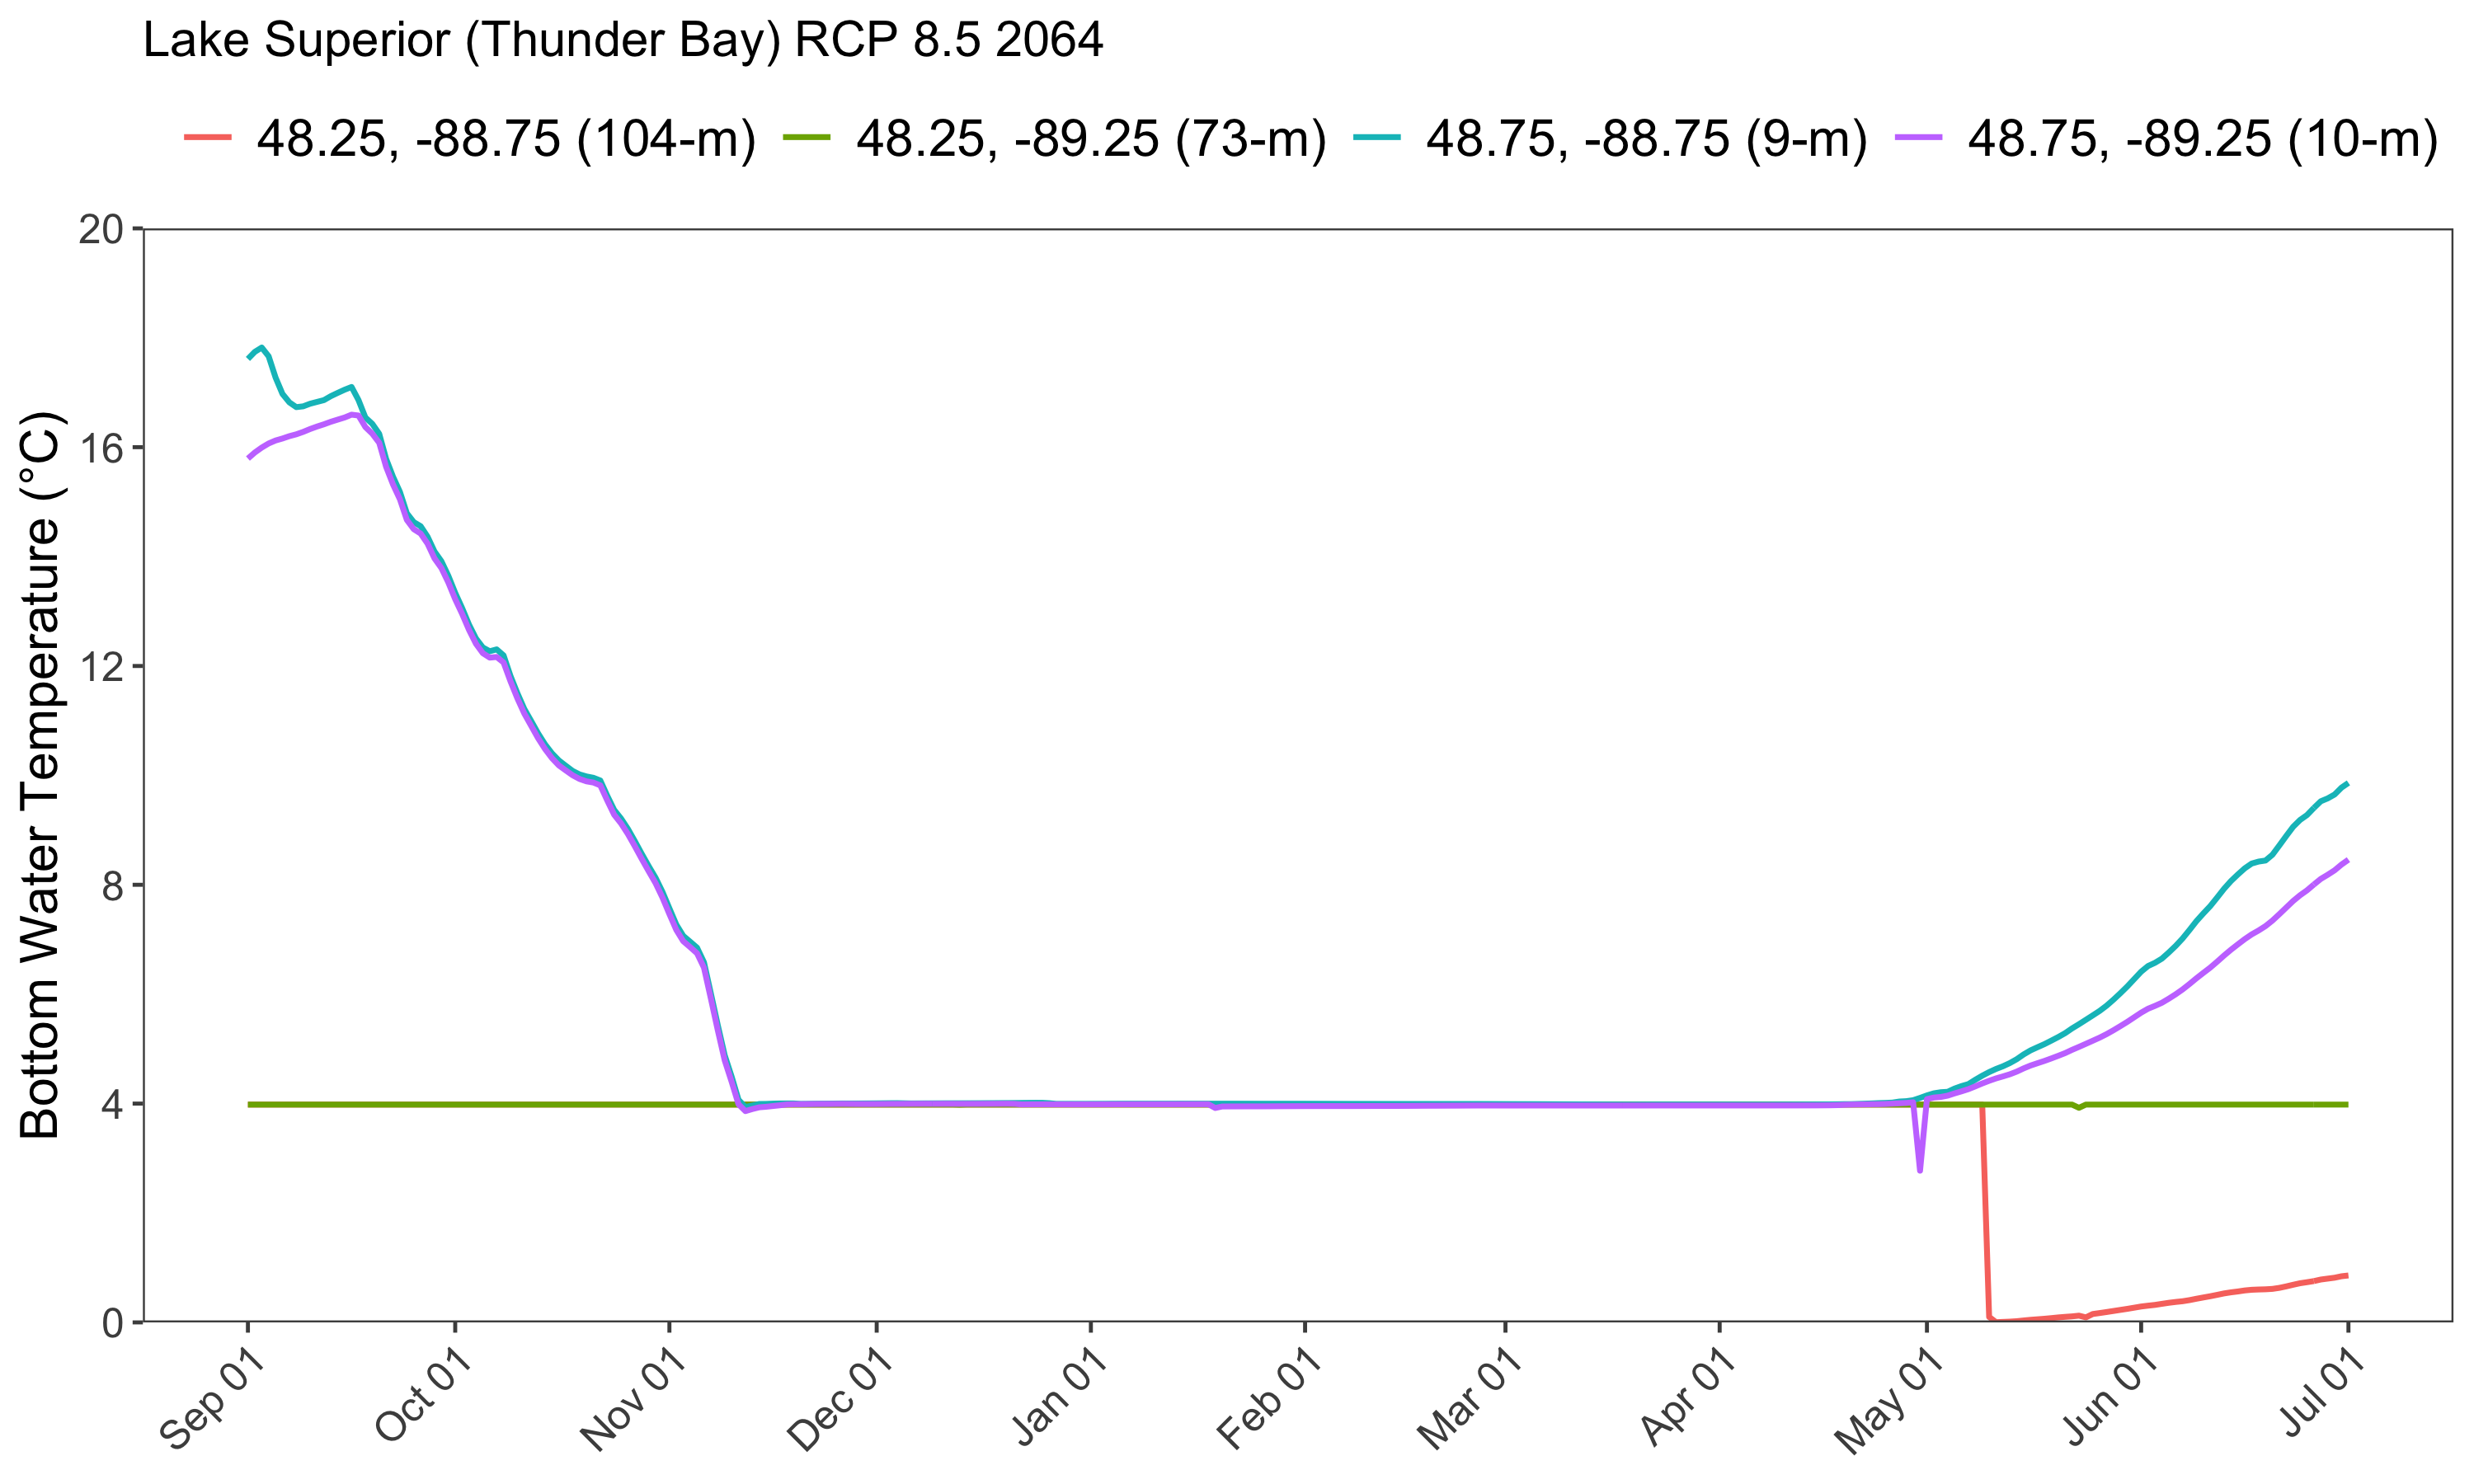 Lake Superior (Thunder Bay) RCP 8.5 2064
48.25, -88.75 (104-m) 48.25, -89.25 (73-m) 48.75, -88.75 (9-m) 48.75, -89.25 (10-m)
Bottom Water Temperature (°C)
20
16
12
8
4
0
Sep 01 Oct 01 Nov 01 Dec 01 Jan 01 Feb 01 Mar 01 Apr 01 May 01 Jun 01 Jul 01